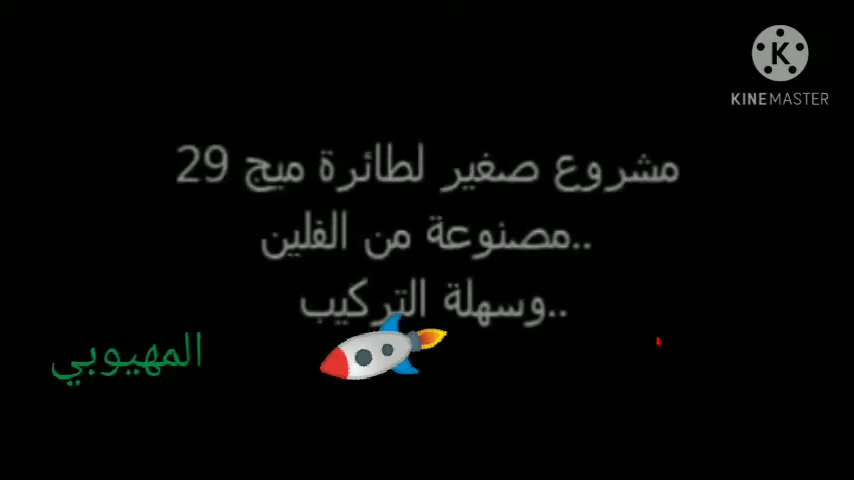 KINEMASTER
مشروع صغير لطائرة ميج 29
..مصنوعة من الفلين
..وسهلة التركيب
المهيوبي